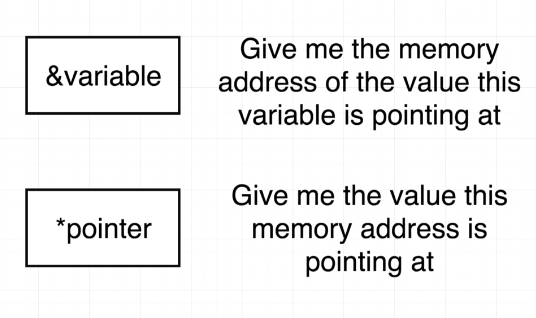 &variable
Give me the memory
address of the value this
variable is pointing at
*pointer
Give me the value this
memory address is
pointing at